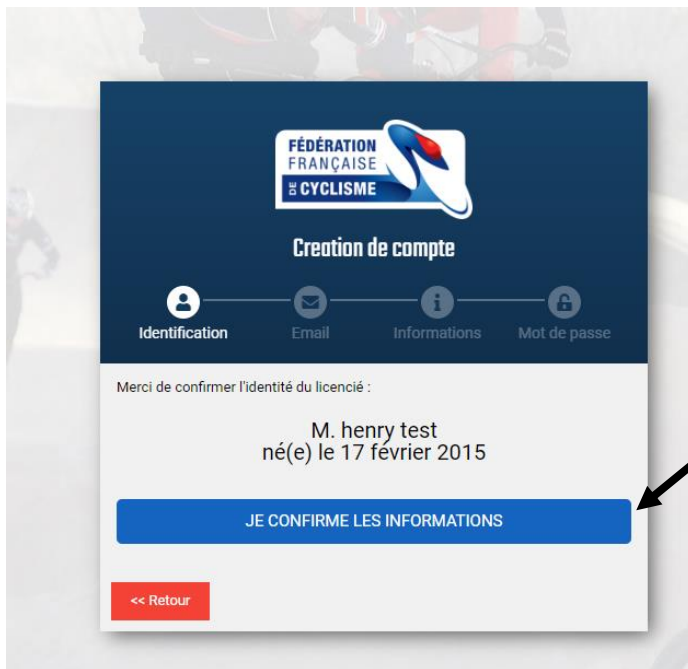 FÉDÉRATION
FRANÇAISE
DE CYCLISME
Creation de compte
Identification Email Informations Mot de passe
Merci de confirmer l'identité du licencié :
M. henry test
né(e) le 17 février 2015
JE CONFIRME LES INFORMATIONS
<< Retour